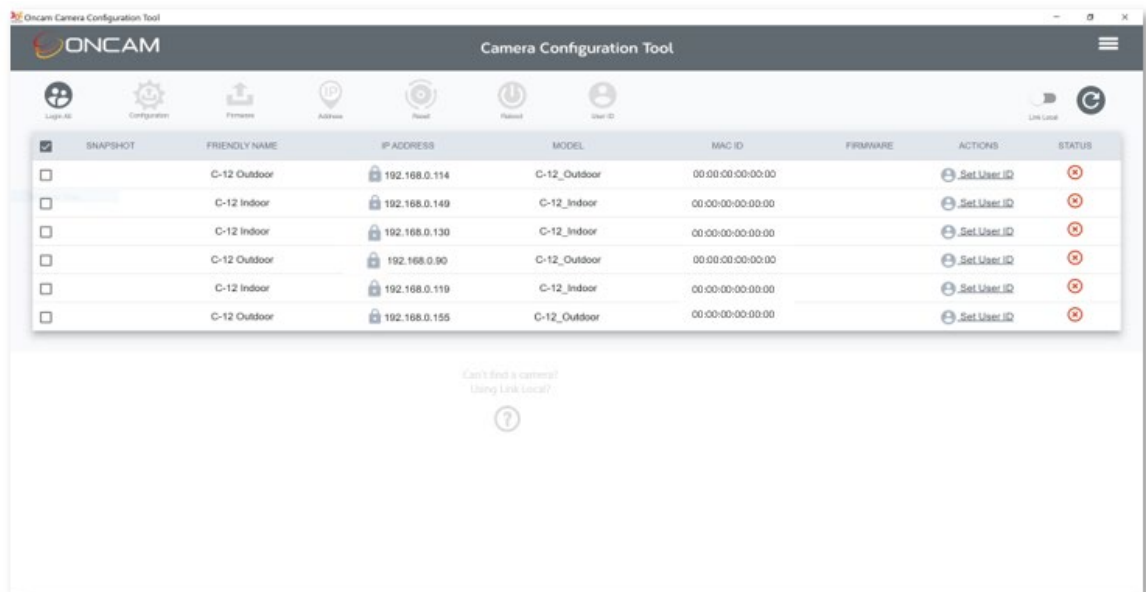 Oncam Camera Configuration Tool
ONCAM
Camera Configuration Tool
Login All Configuration Firmware Address Reset Reboot User ID Link Local
IP
SNAPSHOT FRIENDLY NAME IP ADDRESS MODEL MAC ID FIRMWARE ACTIONS STATUS
C-12 Outdoor 192.168.0.114 C-12_Outdoor 00:00:00:00:00:00 Set User ID
C-12 Indoor 192.168.0.149 C-12_Indoor 00:00:00:00:00:00 Set User ID
C-12 Indoor 192.168.0.130 C-12_Indoor 00:00:00:00:00:00 Set User ID
C-12 Outdoor 192.168.0.90 C-12_Outdoor 00:00:00:00:00:00 Set User ID
C-12 Indoor 192.168.0.119 C-12_Indoor 00:00:00:00:00:00 Set User ID
C-12 Outdoor 192.168.0.155 C-12_Outdoor 00:00:00:00:00:00 Set User ID
Can't find a camera?
Using Link Local?
?